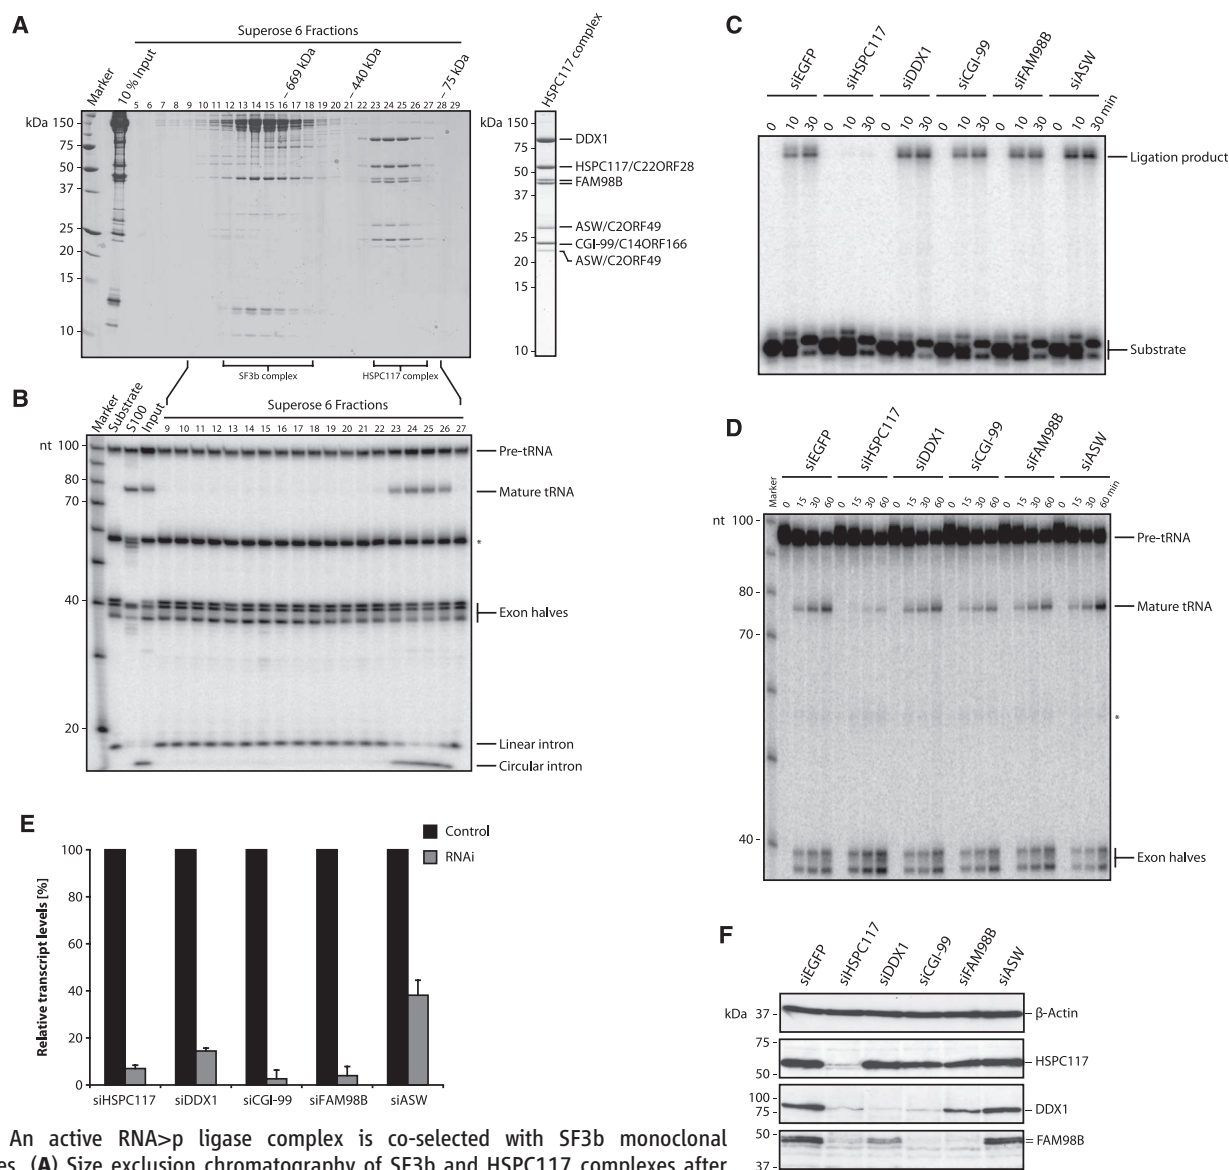 A
Superose 6 Fractions
Marker
10 % Input
– 669 kDa
– 440 kDa
– 75 kDa
5 6 7 8 9 10 11 12 13 14 15 16 17 18 19 20 21 22 23 24 25 26 27 28 29
kDa 150
75
50
37
25
20
15
10
SF3b complex
HSPC117 complex
HSPC117 complex
kDa 150
75
50
37
25
20
15
10
DDX1
HSPC117/C22ORF28
FAM98B
ASW/C2ORF49
CGI-99/C14ORF166
ASW/C2ORF49
B
Marker
Substrate
S100
Input
Superose 6 Fractions
9 10 11 12 13 14 15 16 17 18 19 20 21 22 23 24 25 26 27
nt 100
80
70
40
20
Pre-tRNA
Mature tRNA
*
Exon halves
Linear intron
Circular intron
C
siEGFP
siHSPC117
siDDX1
siCGI-99
siFAM98B
siASW
0 10 30 0 10 30 0 10 30 0 10 30 0 10 30 0 10 30 min
Ligation product
Substrate
D
siEGFP
siHSPC117
siDDX1
siCGI-99
siFAM98B
siASW
Marker
0 15 30 60 0 15 30 60 0 15 30 60 0 15 30 60 0 15 30 60 0 15 30 60 min
nt 100
80
70
40
Pre-tRNA
Mature tRNA
*
Exon halves
E
Control
RNAi
Relative transcript levels [%]
100
80
60
40
20
0
siHSPC117 siDDX1 siCGI-99 siFAM98B siASW
F
siEGFP
siHSPC117
siDDX1
siCGI-99
siFAM98B
siASW
kDa 37
β-Actin
75
50
HSPC117
100
75
DDX1
50
37
FAM98B
An active RNA>p ligase complex is co-selected with SF3b monoclonal
es. (A) Size exclusion chromatography of SF3b and HSPC117 complexes after